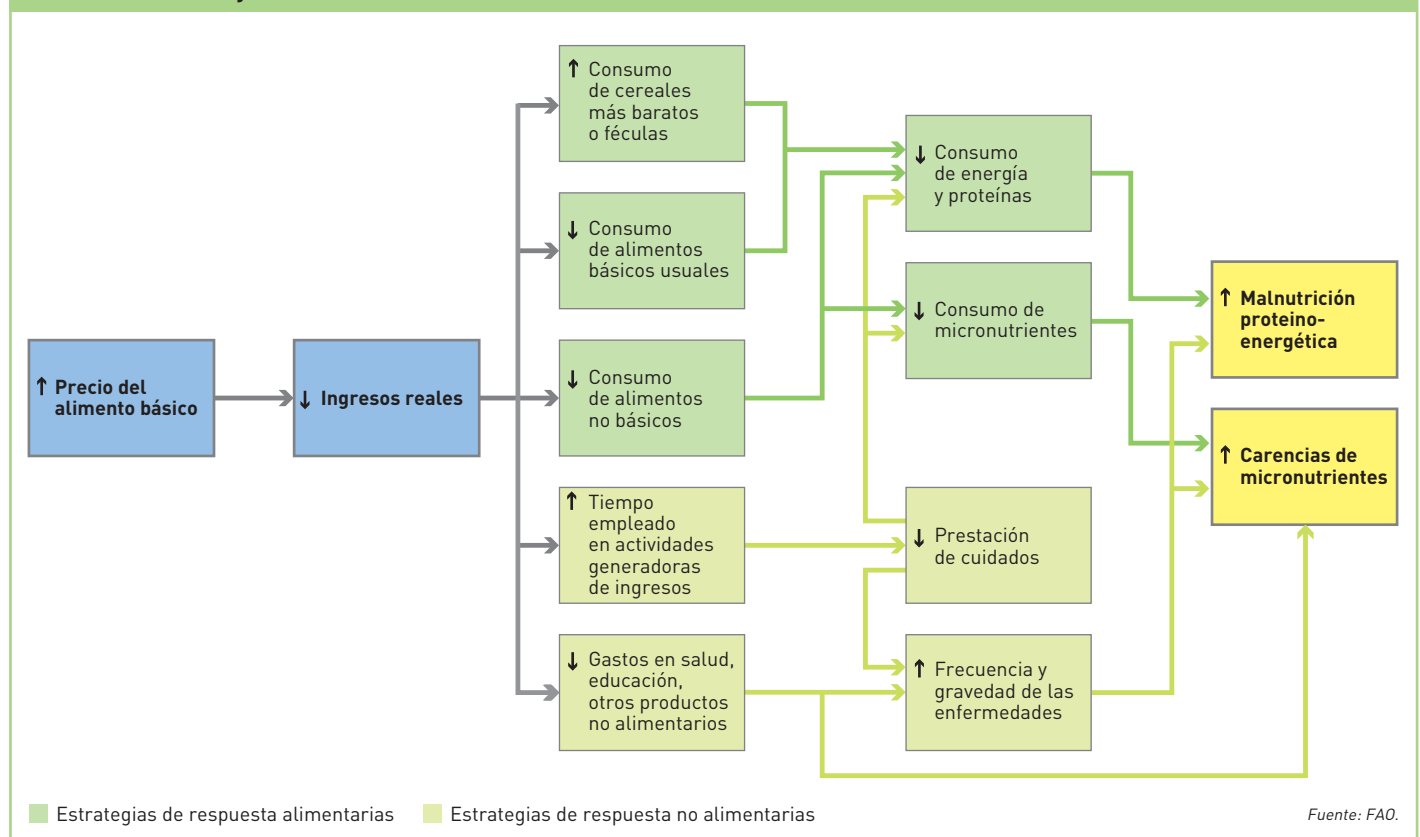 ↑ Precio del
alimento básico
↓ Ingresos reales
↑ Consumo
de cereales
más baratos
o féculas
↓ Consumo
de alimentos
básicos usuales
↓ Consumo
de alimentos
no básicos
↑ Tiempo
empleado
en actividades
generadoras
de ingresos
↓ Gastos en salud,
educación,
otros productos
no alimentarios
↓ Consumo
de energía
y proteínas
↓ Consumo de
micronutrientes
↓ Prestación
de cuidados
↑ Frecuencia y
gravedad de las
enfermedades
↑ Malnutrición
proteino-
energética
↑ Carencias de
micronutrientes
Estrategias de respuesta alimentarias
Estrategias de respuesta no alimentarias
Fuente: FAO.